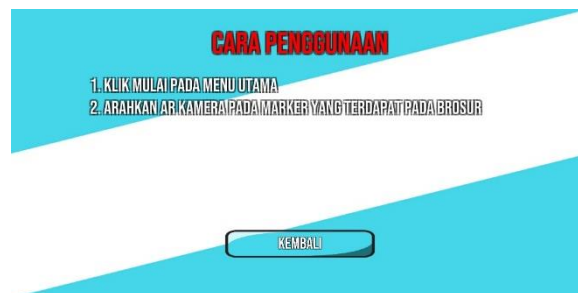 CARA PENGGUNAAN
1. KLIK MULAI PADA MENU UTAMA
2. ARAHKAN AR KAMERA PADA MARKER YANG TERDAPAT PADA BROSUR
KEMBALI